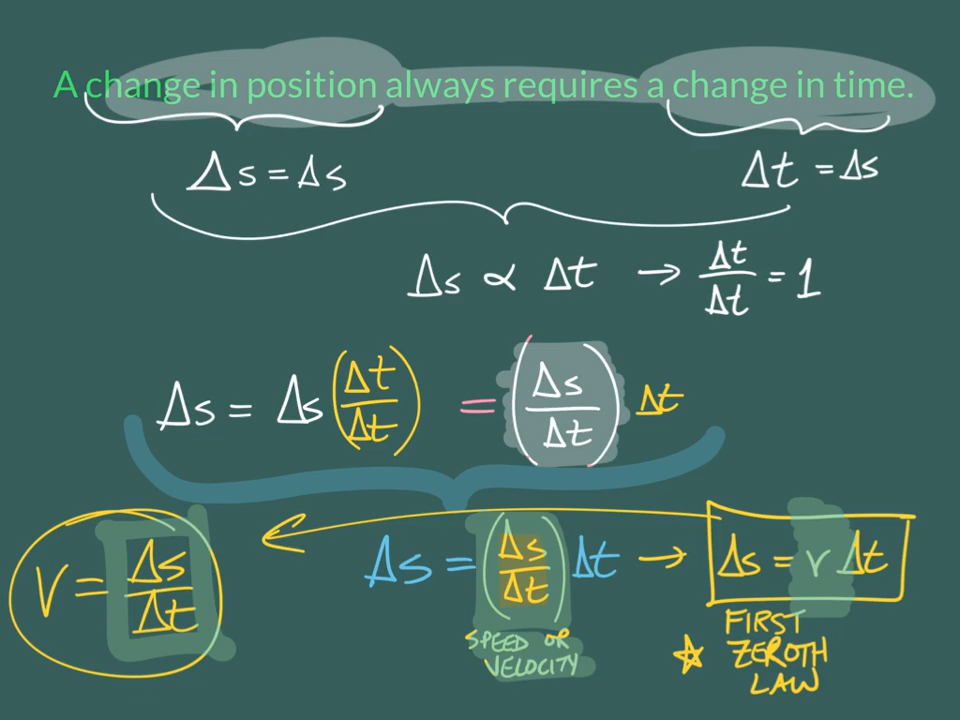 A change in position always requires a change in time.
Δs = Δs
Δt = Δs
Δs ∝ Δt → Δt/Δt = 1
Δs = Δs (Δt/Δt) = (Δs/Δt) Δt
V = Δs/Δt
Δs = (Δs/Δt) Δt → Δs = v Δt
SPEED OR
VELOCITY
FIRST
☆ ZEROTH
LAW